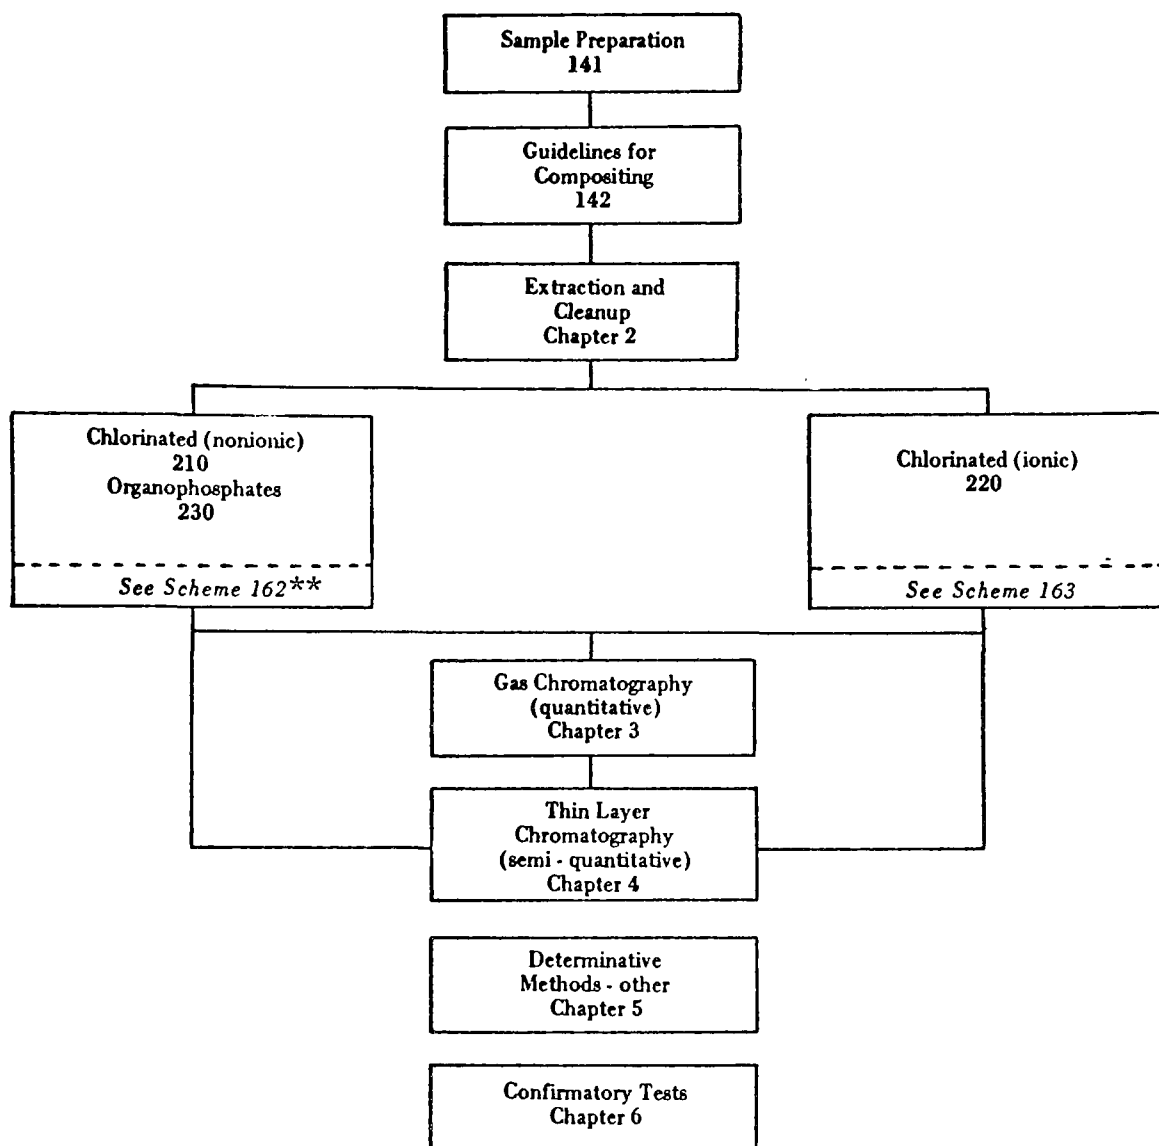 Sample Preparation
141
Guidelines for
Compositing
142
Extraction and
Cleanup
Chapter 2
Chlorinated (nonionic)
210
Organophosphates
230
See Scheme 162**
Chlorinated (ionic)
220
See Scheme 163
Gas Chromatography
(quantitative)
Chapter 3
Thin Layer
Chromatography
(semi - quantitative)
Chapter 4
Determinative
Methods - other
Chapter 5
Confirmatory Tests
Chapter 6